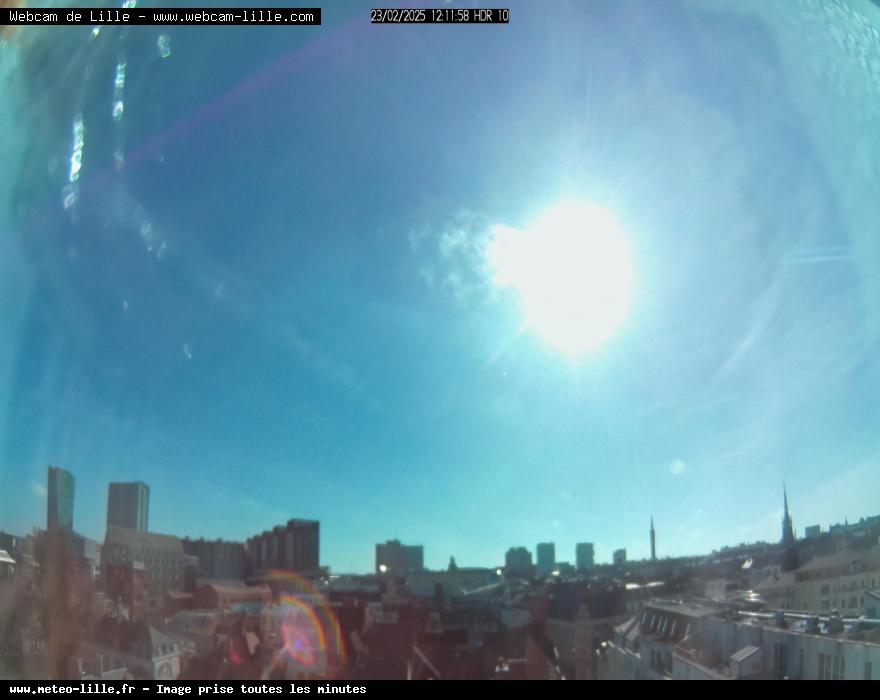 Webcam de Lille - www.webcam-lille.com
23/02/2025 12:11:58 HDR 10
www.meteo-lille.fr - Image prise toutes les minutes